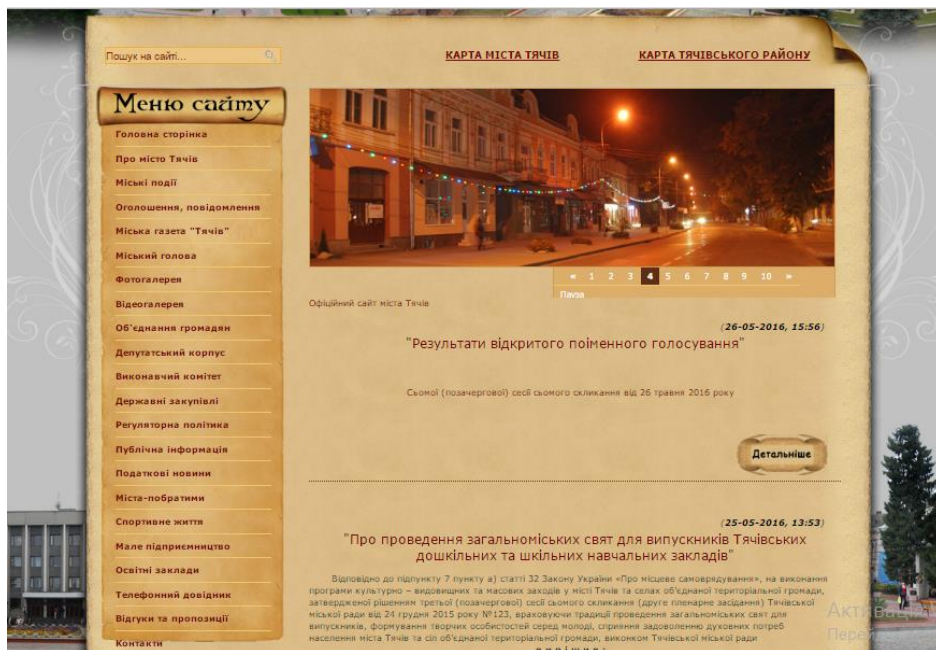 Пошук на сайті...
КАРТА МІСТА ТЯЧІВ
КАРТА ТЯЧІВСЬКОГО РАЙОНУ
Меню сайту
Головна сторінка
Про місто Тячів
Міські події
Оголошення, повідомлення
Міська газета "Тячів"
Міський голова
Фотогалерея
Відеогалерея
Об'єднання громадян
Депутатський корпус
Виконавчий комітет
Державні закупівлі
Регуляторна політика
Публічна інформація
Податкові новини
Міста-побратими
Спортивне життя
Мале підприємництво
Освітні заклади
Телефонний довідник
Відгуки та пропозиції
Контакти
« 1 2 3 4 5 6 7 8 9 10 »
Пауза
Офіційний сайт міста Тячів
(26-05-2016, 15:56)
"Результати відкритого поіменного голосування"
Сьомої (позачергової) сесії сьомого скликання від 26 травня 2016 року
Детальніше
(25-05-2016, 13:53)
"Про проведення загальноміських свят для випускників Тячівських
дошкільних та шкільних навчальних закладів"
Відповідно до підпункту 7 пункту а) статті 32 Закону України «Про місцеве самоврядування», на виконання
програми культурно – видовищних та масових заходів у місті Тячів та селах об'єднаної територіальної громади,
затвердженої рішенням третьої (позачергової) сесії сьомого скликання (друге пленарне засідання) Тячівської
міської ради від 24 грудня 2015 року №123, враховуючи традиції проведення загальноміських свят для
випускників, формування творчих особистостей серед молоді, сприяння задоволенню духовних потреб
населення міста Тячів та сіл об'єднаної територіальної громади, виконком Тячівської міської ради